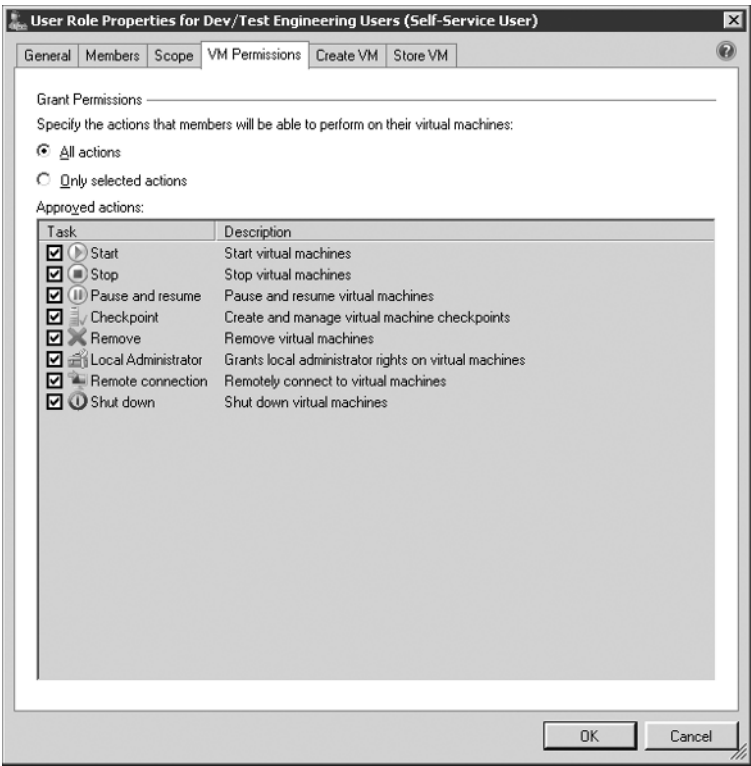 User Role Properties for Dev/Test Engineering Users (Self-Service User)
General Members Scope VM Permissions Create VM Store VM
Grant Permissions
Specify the actions that members will be able to perform on their virtual machines:
All actions
Only selected actions
Approved actions:
Task Description
Start Start virtual machines
Stop Stop virtual machines
Pause and resume Pause and resume virtual machines
Checkpoint Create and manage virtual machine checkpoints
Remove Remove virtual machines
Local Administrator Grants local administrator rights on virtual machines
Remote connection Remotely connect to virtual machines
Shut down Shut down virtual machines
OK Cancel